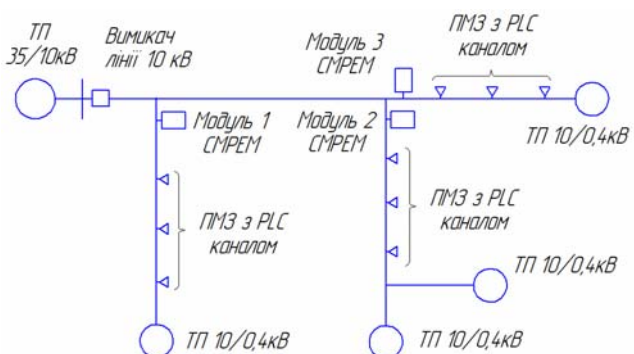 ТП
35/10кВ
Вимикач
лінії 10 кВ
Модуль 3
СМРЕМ
ПМЗ з PLC
каналом
Модуль 1
СМРЕМ
Модуль 2
СМРЕМ
ТП 10/0,4кВ
ПМЗ з PLC
каналом
ПМЗ з PLC
каналом
ТП 10/0,4кВ
ТП 10/0,4кВ
ТП 10/0,4кВ